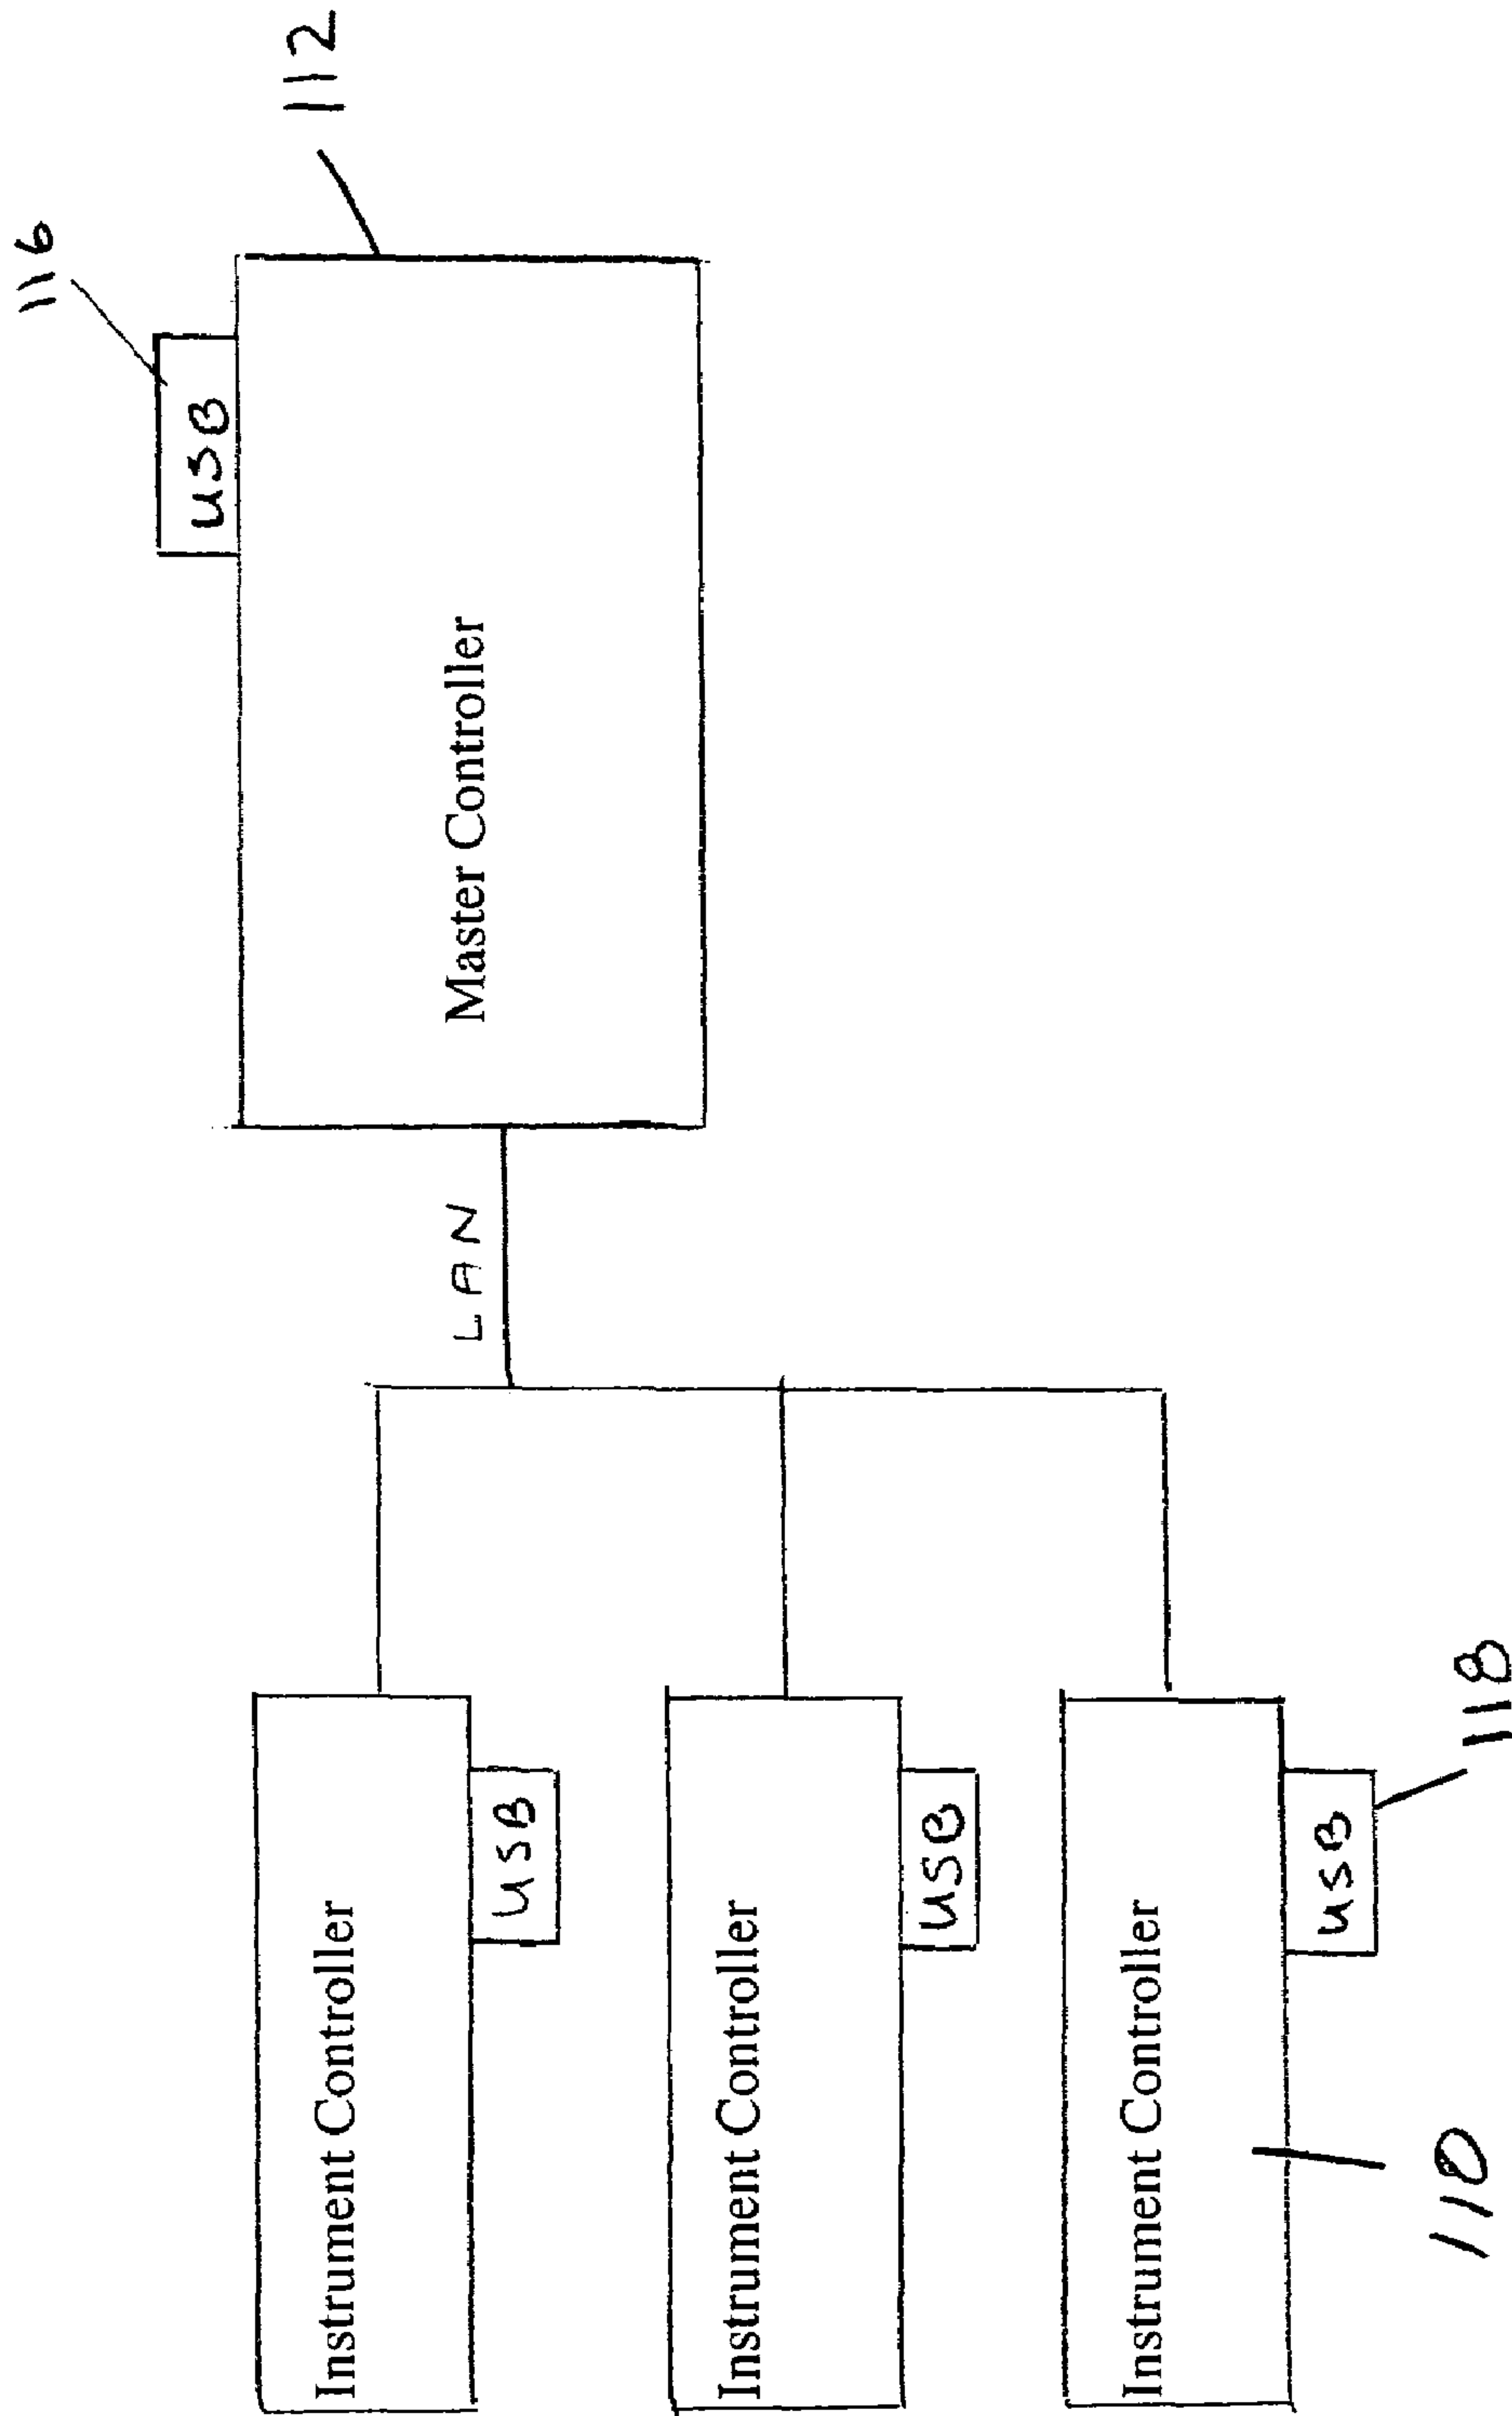 116
USB
112
Instrument Controller
LAN
Master Controller
USB
Instrument Controller
USB
Instrument Controller
USB
110
118